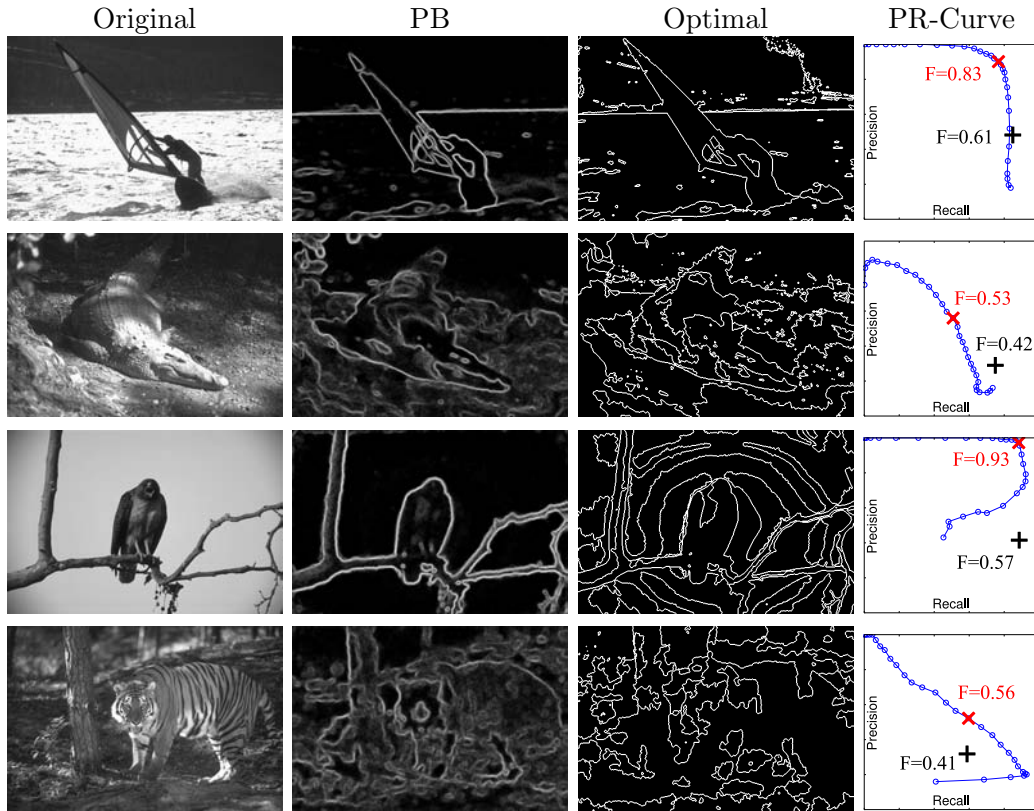 Original PB Optimal PR-Curve
F=0.83
Precision
F=0.61
Recall
F=0.53
Precision
F=0.42
Recall
F=0.93
Precision
F=0.57
Recall
F=0.56
Precision
F=0.41
Recall